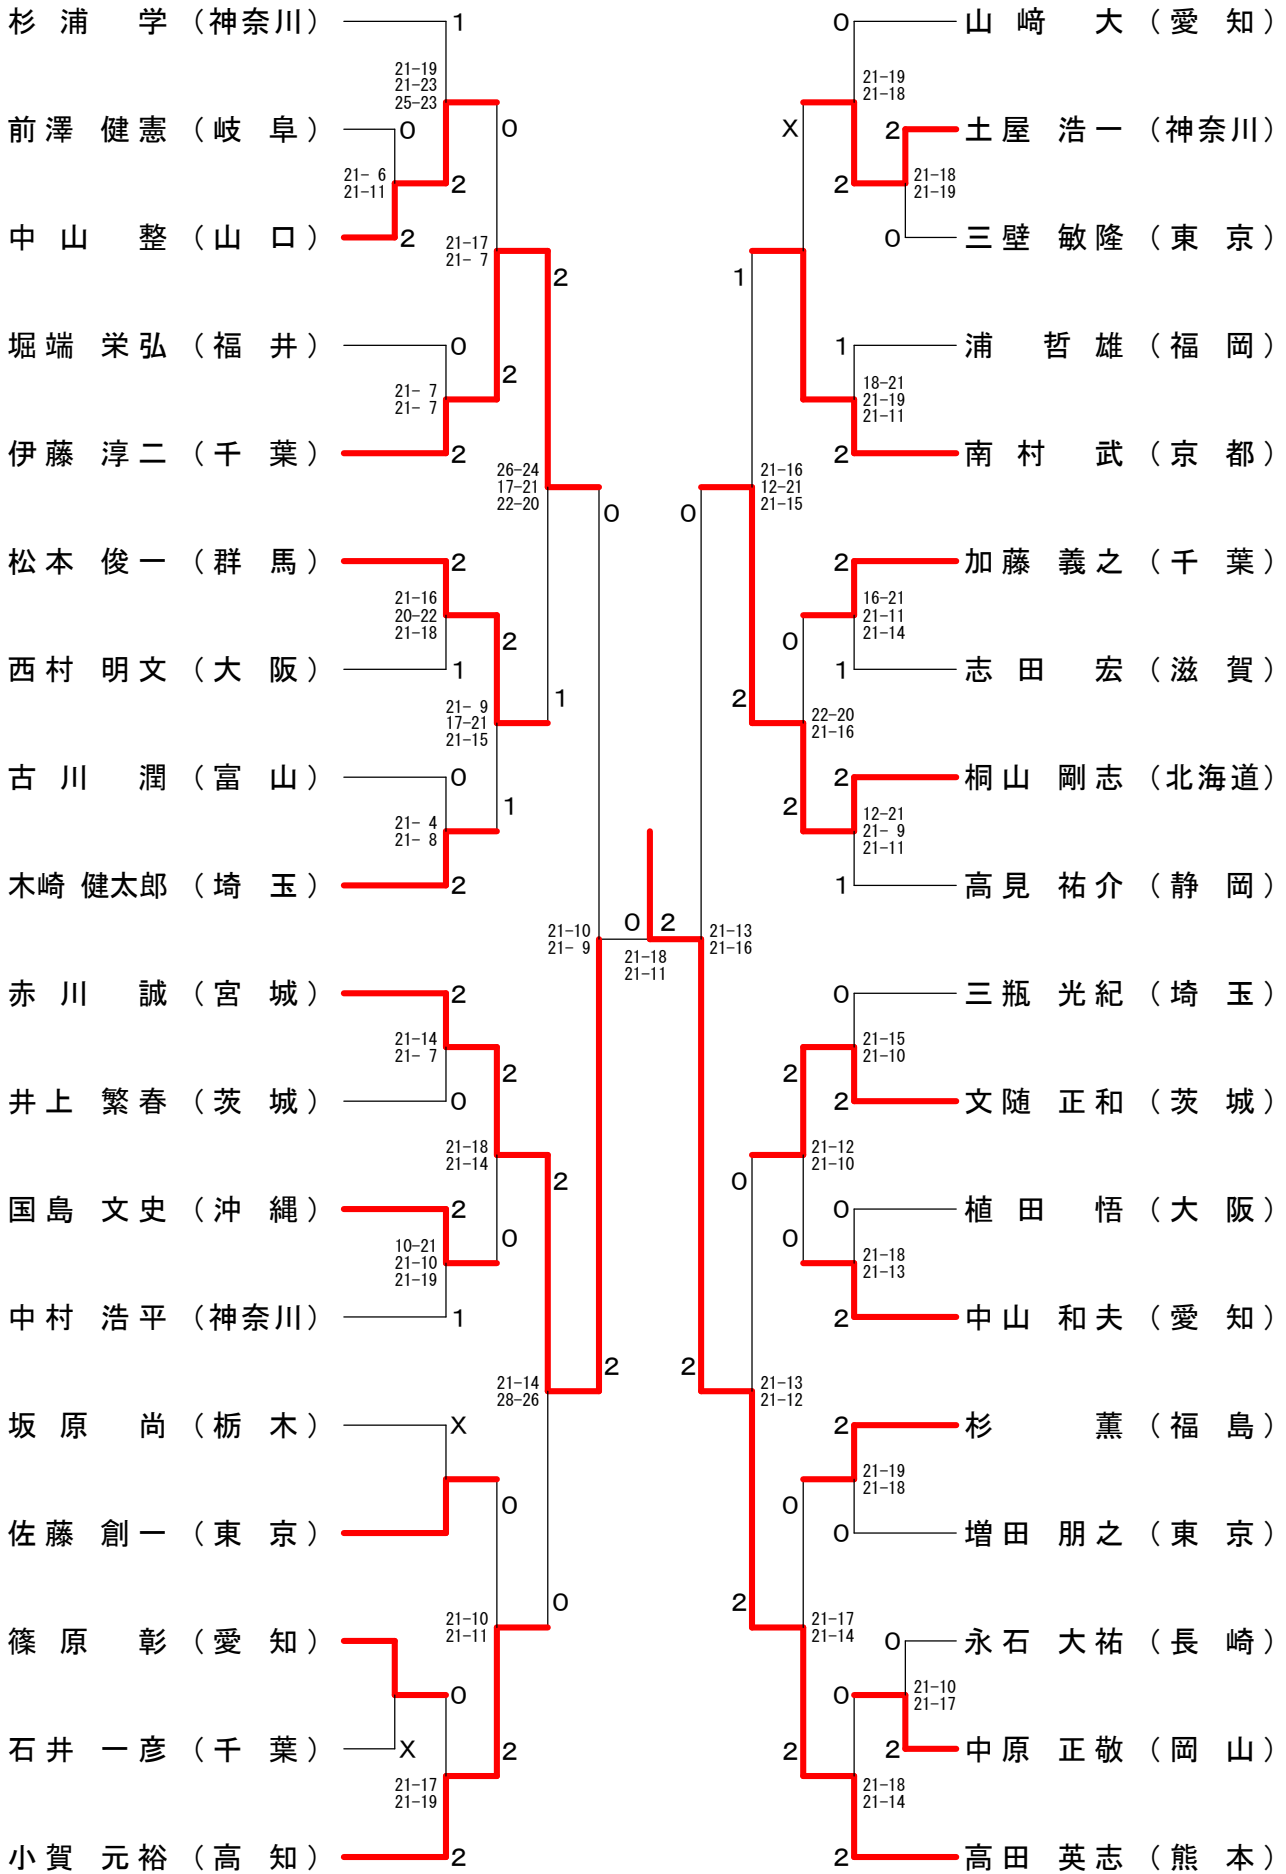 杉浦 学 (神奈川) 1
21-19
21-23
25-23
前澤 健憲 (岐阜) 0
0
21- 6
21-11
2
中山 整 (山口) 2
21-17
21- 7
2
堀端 栄弘 (福井) 0
21- 7
21- 7
2
伊藤 淳二 (千葉) 2
26-24
17-21
22-20
0
松本 俊一 (群馬) 2
21-16
20-22
21-18
2
西村 明文 (大阪) 1
21- 9
17-21
21-15
1
古川 潤 (富山) 0
21- 4
21- 8
1
木崎 健太郎 (埼玉) 2
21-10
21- 9
0
2
21-18
21-11
赤川 誠 (宮城) 2
21-14
21- 7
2
井上 繁春 (茨城) 0
21-18
21-14
2
国島 文史 (沖縄) 2
10-21
21-10
21-19
0
中村 浩平 (神奈川) 1
21-14
28-26
2
坂原 尚 (栃木) X
0
佐藤 創一 (東京)
21-10
21-11
0
篠原 彰 (愛知)
0
石井 一彦 (千葉) X
2
21-17
21-19
小賀 元裕 (高知) 2
0 山﨑 大 (愛知)
21-19
21-18
X
2 土屋 浩一 (神奈川)
2
21-18
21-19
0 三壁 敏隆 (東京)
1
1 浦 哲雄 (福岡)
18-21
21-19
21-11
2 南村 武 (京都)
21-16
12-21
21-15
0
2 加藤 義之 (千葉)
16-21
21-11
21-14
0
1 志田 宏 (滋賀)
2
22-20
21-16
2 桐山 剛志 (北海道)
2
12-21
21- 9
21-11
1 高見 祐介 (静岡)
21-13
21-16
0 三瓶 光紀 (埼玉)
21-15
21-10
2
2 文随 正和 (茨城)
21-12
21-10
0
0 植田 悟 (大阪)
0
21-18
21-13
2 中山 和夫 (愛知)
2
21-13
21-12
2 杉 薫 (福島)
21-19
21-18
0
0 増田 朋之 (東京)
2
21-17
21-14
0 永石 大祐 (長崎)
21-10
21-17
0
2 中原 正敬 (岡山)
2
21-18
21-14
2 高田 英志 (熊本)